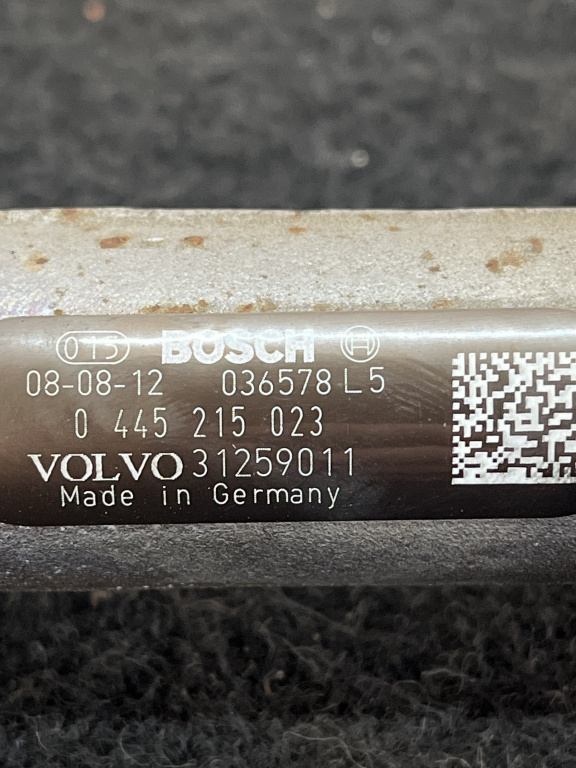 015 BOSCH
08-08-12 036578 L5
0 445 215 023
VOLVO 31259011
Made in Germany